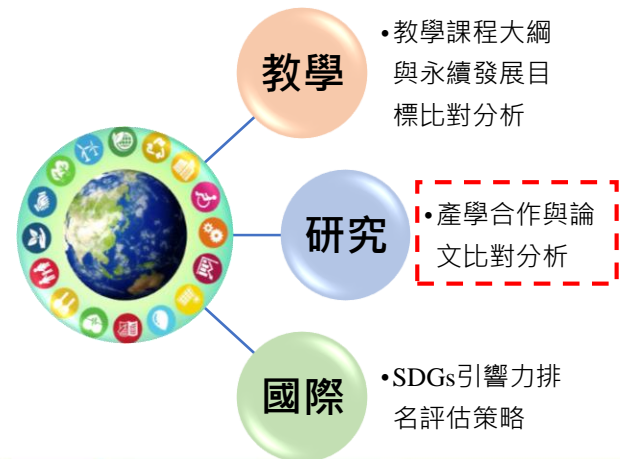 教學
•教學課程大綱
與永續發展目
標比對分析
研究
•產學合作與論
文比對分析
國際
•SDGs引響力排
名評估策略